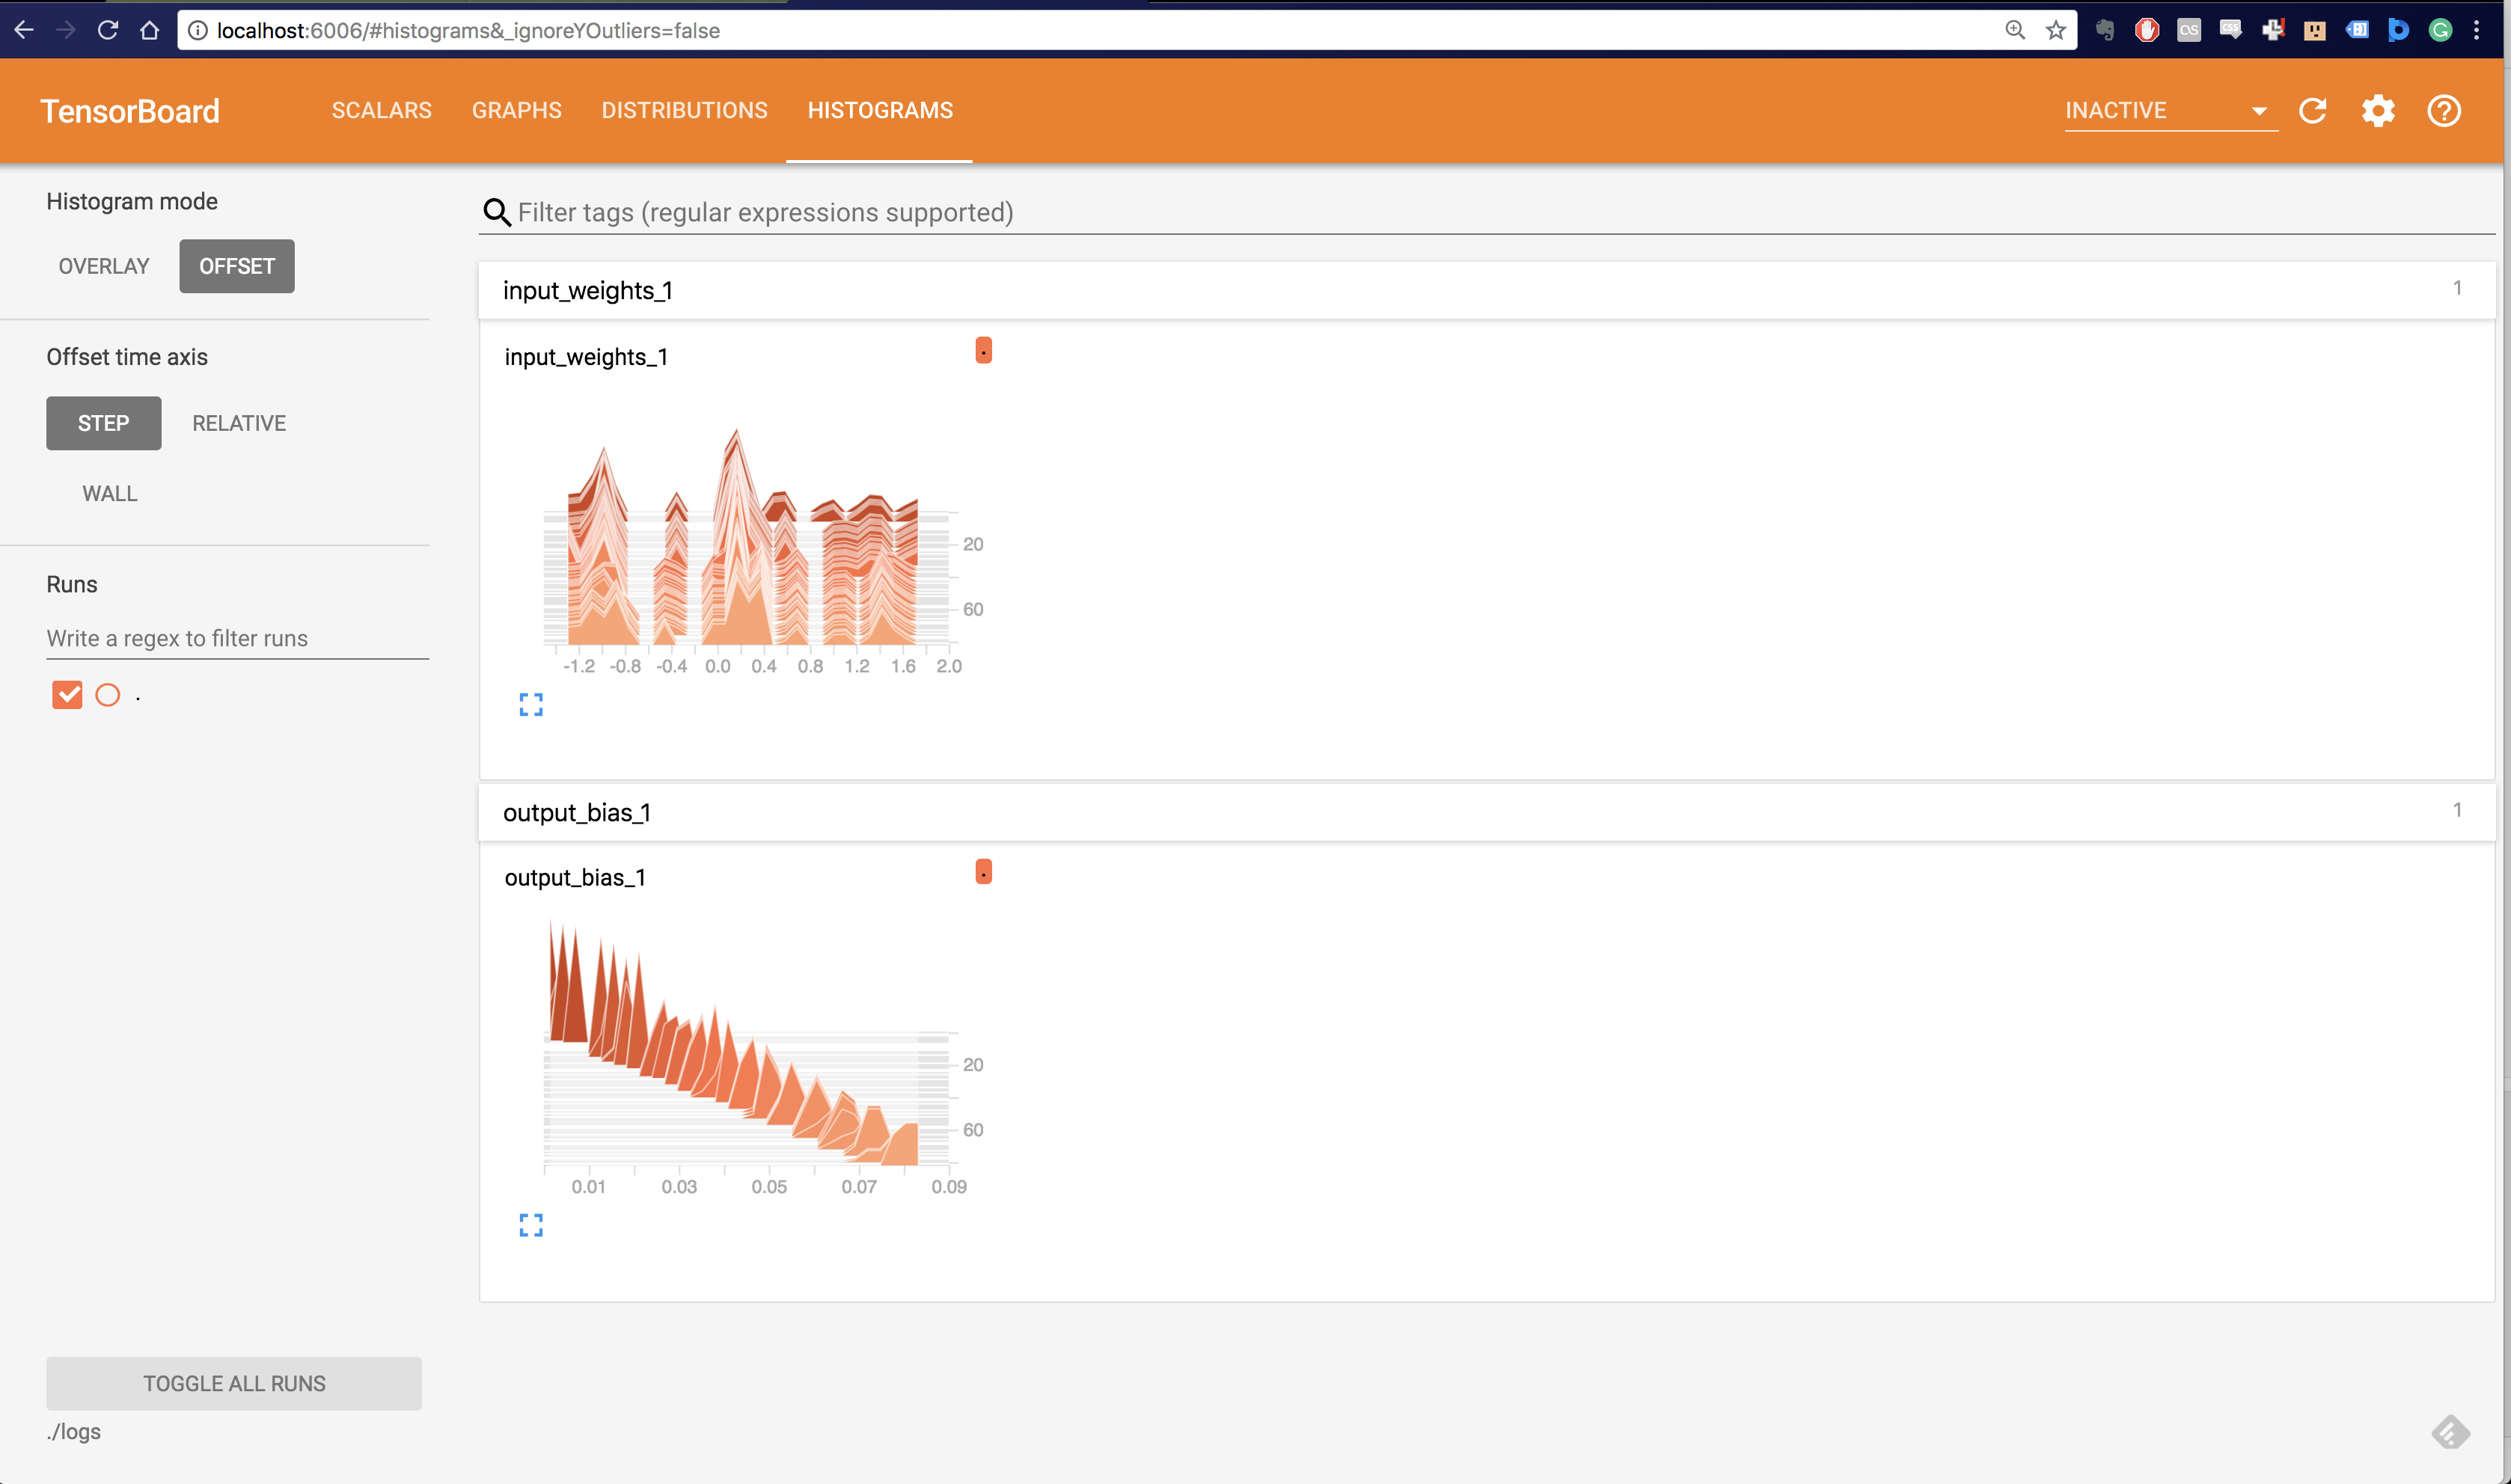 localhost:6006/#histograms&_ignoreYOutliers=false
TensorBoard
SCALARS
GRAPHS
DISTRIBUTIONS
HISTOGRAMS
INACTIVE
Histogram mode
OVERLAY
OFFSET
Offset time axis
STEP
RELATIVE
WALL
Runs
Write a regex to filter runs
.
TOGGLE ALL RUNS
./logs
Filter tags (regular expressions supported)
input_weights_1
1
input_weights_1
.
20
60
-1.2 -0.8 -0.4 0.0 0.4 0.8 1.2 1.6 2.0
output_bias_1
1
output_bias_1
.
20
60
0.01 0.03 0.05 0.07 0.09